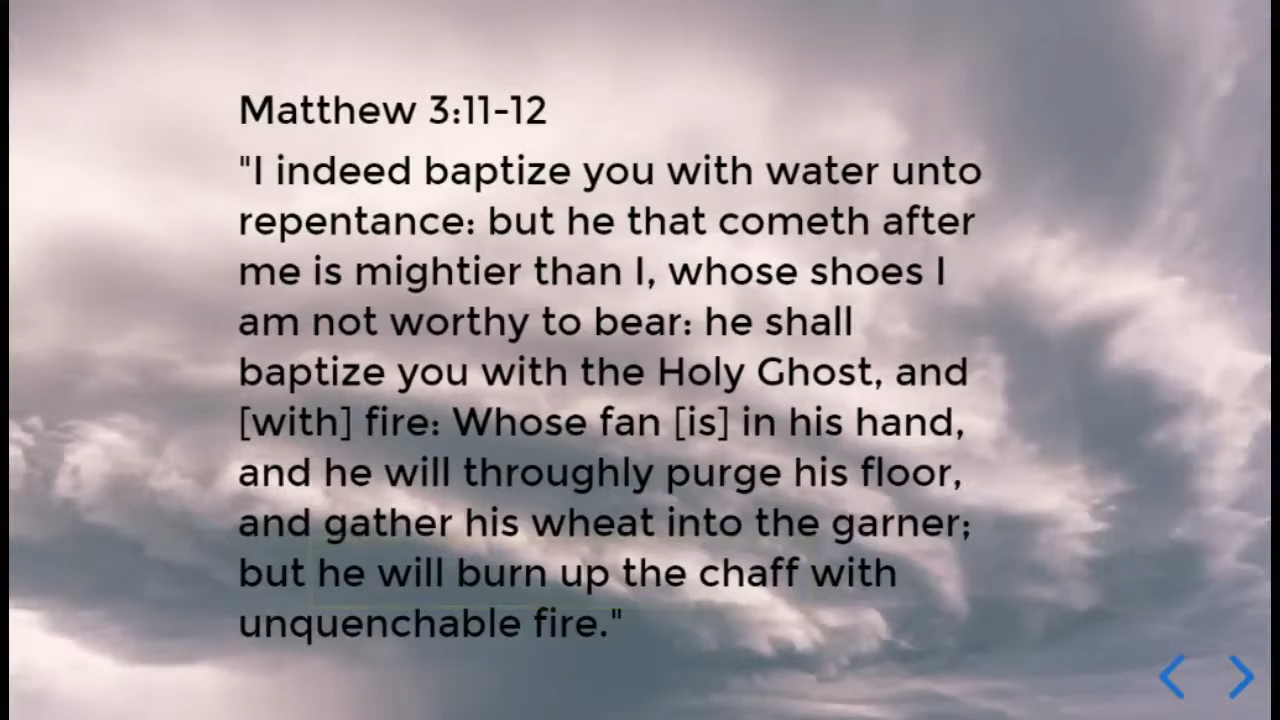 Matthew 3:11-12
"I indeed baptize you with water unto
repentance: but he that cometh after
me is mightier than I, whose shoes I
am not worthy to bear: he shall
baptize you with the Holy Ghost, and
[with] fire: Whose fan [is] in his hand,
and he will throughly purge his floor,
and gather his wheat into the garner;
but he will burn up the chaff with
unquenchable fire."